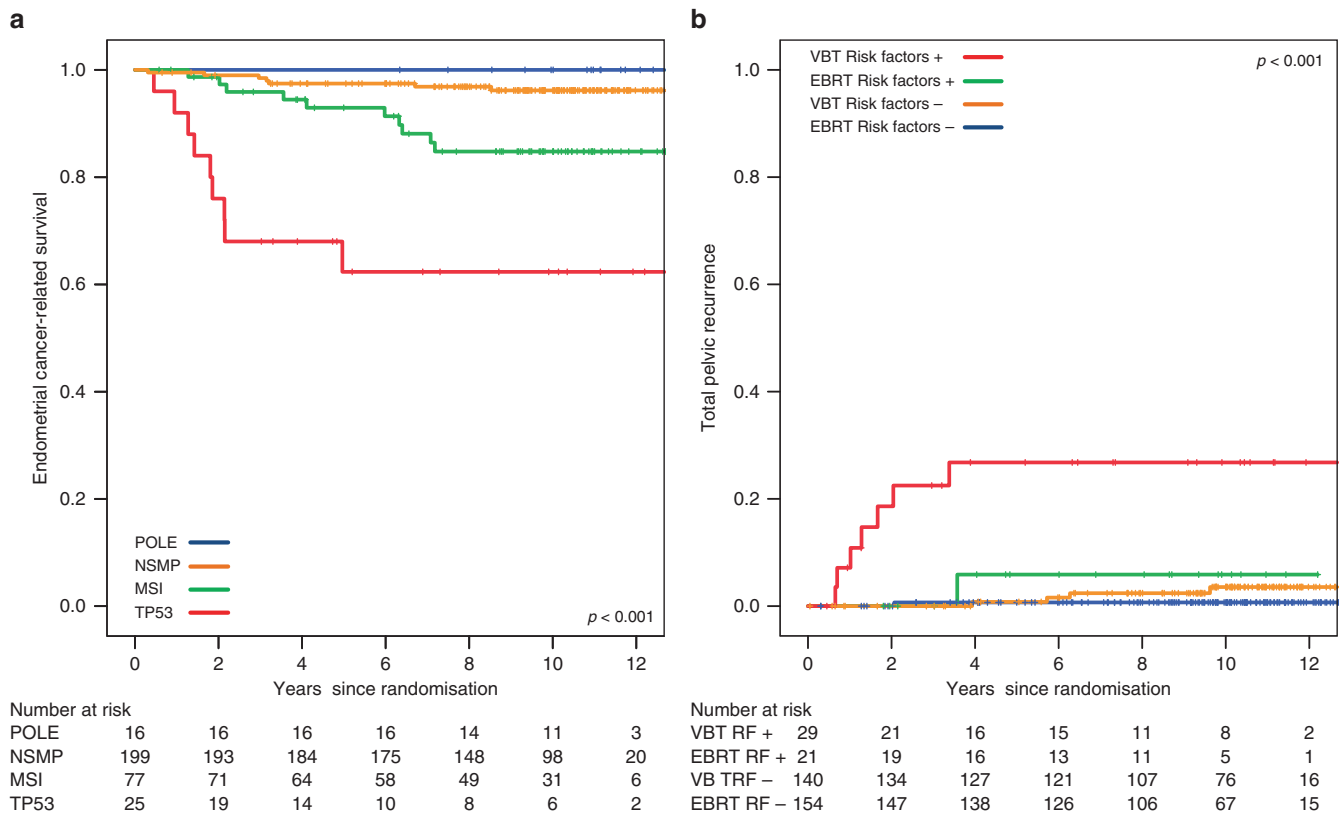 a
Endometrial cancer-related survival
1.0
0.8
0.6
0.4
0.2
0.0
POLE
NSMP
MSI
TP53
p < 0.001
0 2 4 6 8 10 12
Years since randomisation
Number at risk
POLE 16 16 16 16 14 11 3
NSMP 199 193 184 175 148 98 20
MSI 77 71 64 58 49 31 6
TP53 25 19 14 10 8 6 2
b
Total pelvic recurrence
1.0
0.8
0.6
0.4
0.2
0.0
VBT Risk factors +
EBRT Risk factors +
VBT Risk factors –
EBRT Risk factors –
p < 0.001
0 2 4 6 8 10 12
Years since randomisation
Number at risk
VBT RF + 29 21 16 15 11 8 2
EBRT RF + 21 19 16 13 11 5 1
VB TRF – 140 134 127 121 107 76 16
EBRT RF – 154 147 138 126 106 67 15